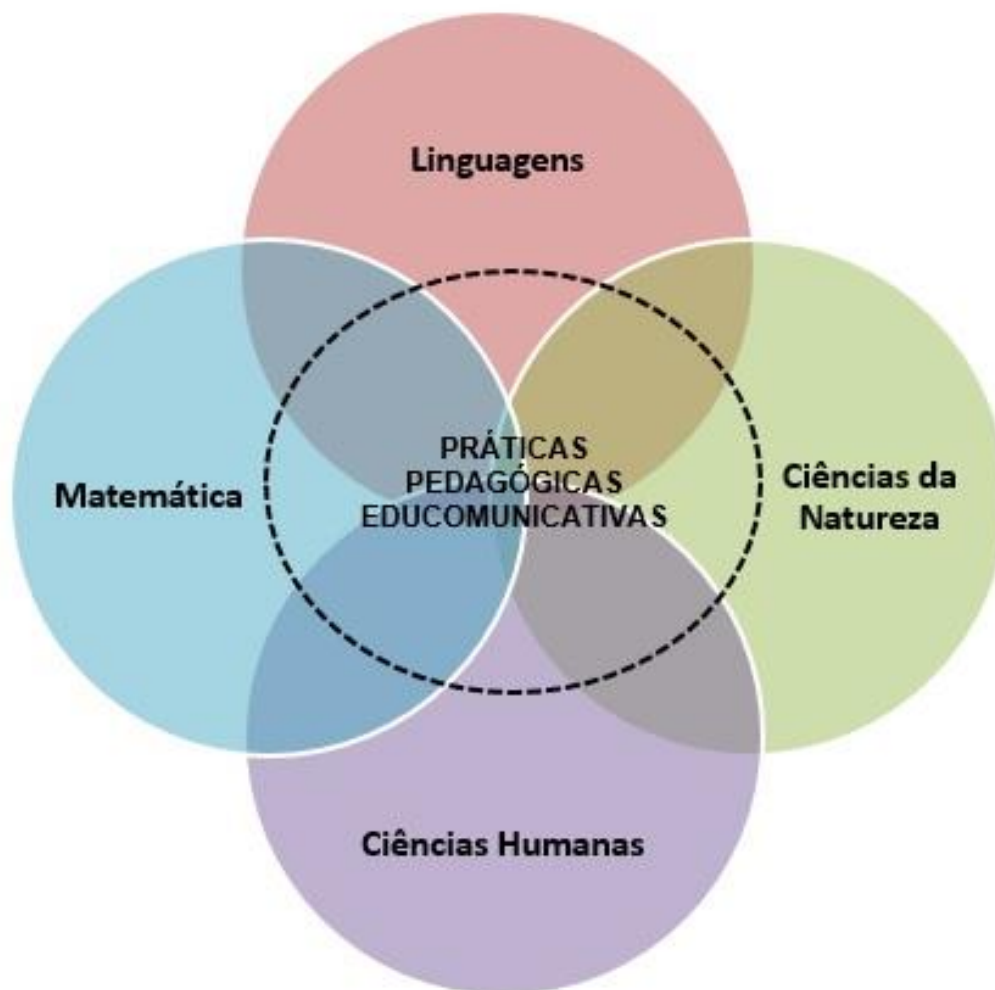 Linguagens
Matemática
PRÁTICAS
PEDAGÓGICAS
EDUCOMUNICATIVAS
Ciências da
Natureza
Ciências Humanas